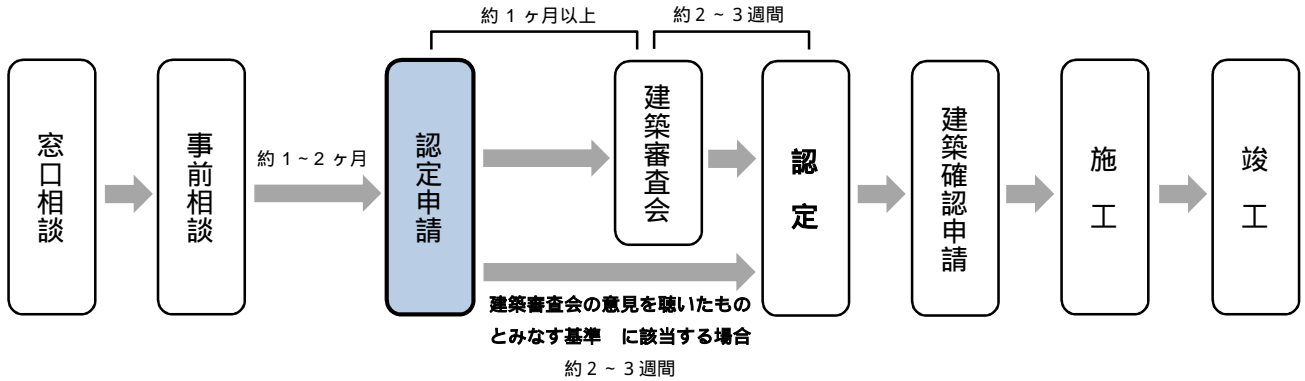 約１ヶ月以上
約２~３週間
窓口相談
事前相談
約１~２ヶ月
認定申請
建築審査会
認定
建築確認申請
施工
竣工
建築審査会の意見を聴いたもの
とみなす基準　に該当する場合
約２~３週間